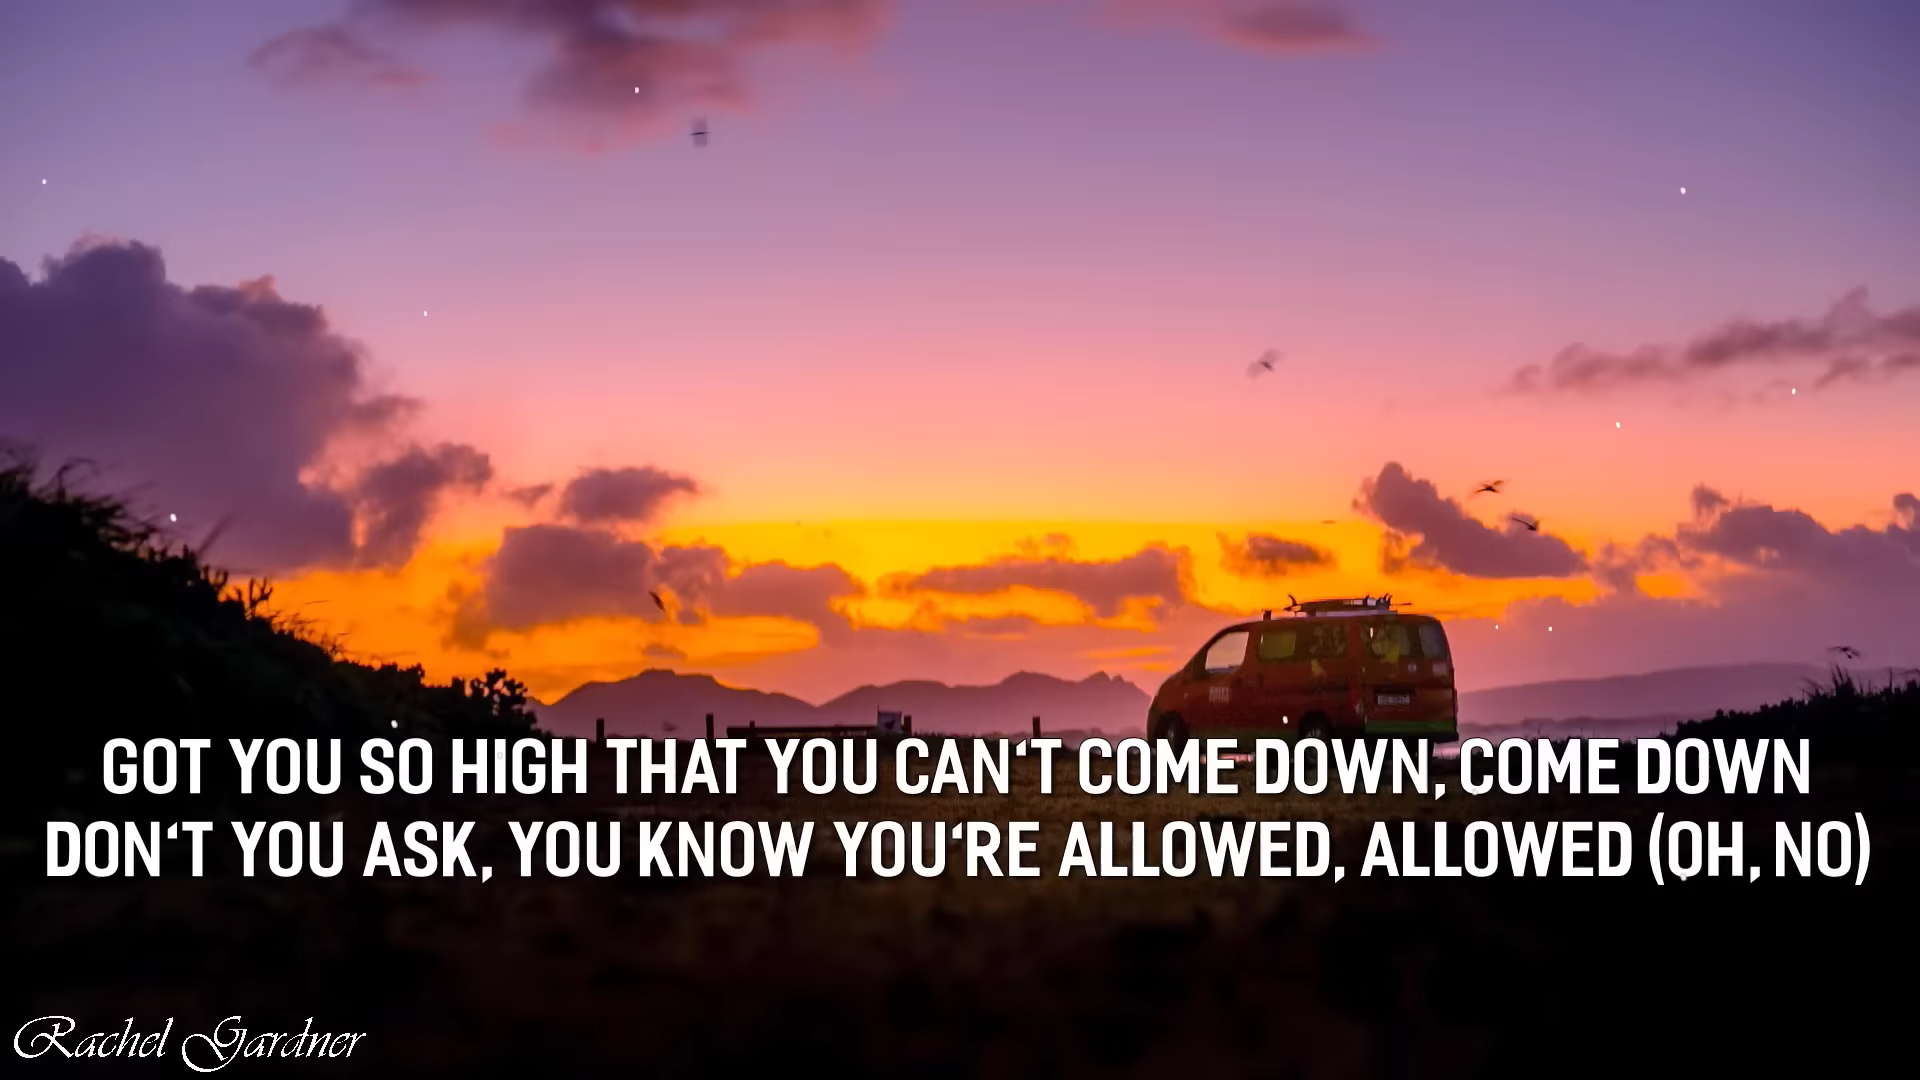 GOT YOU SO HIGH THAT YOU CAN'T COME DOWN, COME DOWN
DON'T YOU ASK, YOU KNOW YOU'RE ALLOWED, ALLOWED (OH, NO)
Rachel Gardner